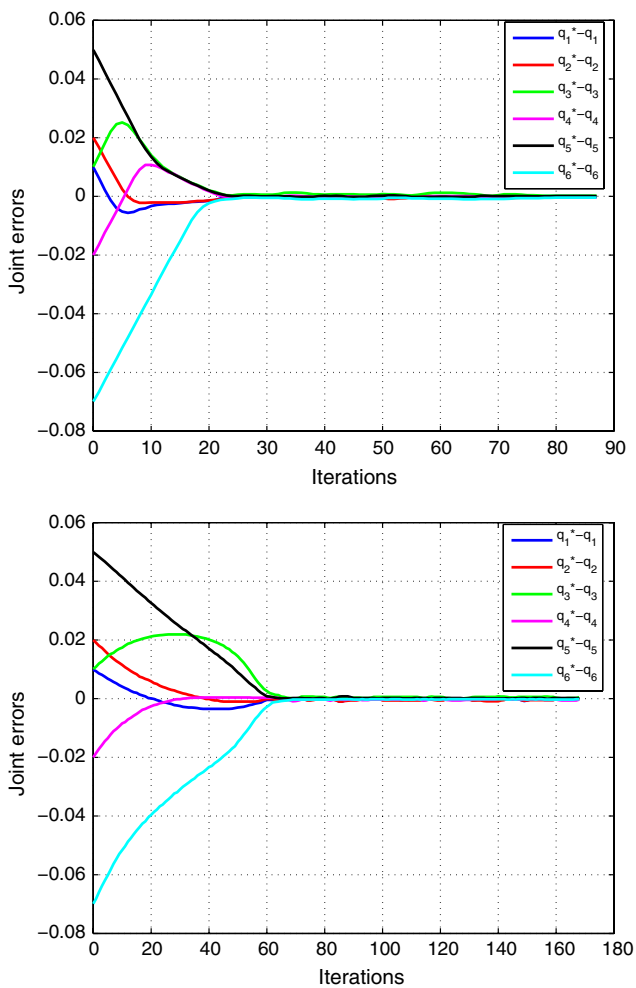 0.06
0.04
0.02
0
−0.02
−0.04
−0.06
−0.08
Joint errors
q1*−q1
q2*−q2
q3*−q3
q4*−q4
q5*−q5
q6*−q6
0 10 20 30 40 50 60 70 80 90
Iterations
0.06
0.04
0.02
0
−0.02
−0.04
−0.06
−0.08
Joint errors
q1*−q1
q2*−q2
q3*−q3
q4*−q4
q5*−q5
q6*−q6
0 20 40 60 80 100 120 140 160 180
Iterations